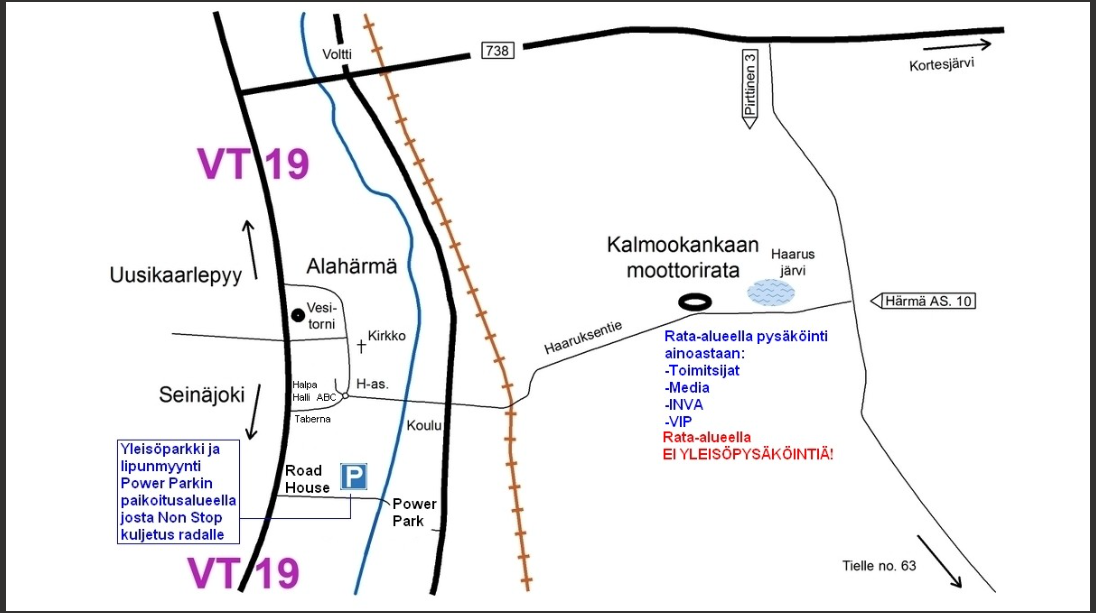 Voltti
738
Kortesjärvi
Pirttinen 3
VT 19
Uusikaarlepyy
Alahärmä
Vesi-
torni
Kirkko
Kalmookankaan
moottorirata
Haarus
järvi
Härmä AS. 10
Haaruksentie
Rata-alueella pysäköinti
ainoastaan:
-Toimitsijat
-Media
-INVA
-VIP
Rata-alueella
EI YLEISÖPYSÄKÖINTIÄ!
Seinäjoki
Halpa
Halli ABC
H-as.
Taberna
Koulu
Yleisöparkki ja
lipunmyynti
Power Parkin
paikoitusalueella
josta Non Stop
kuljetus radalle
Road
House
P
Power
Park
VT 19
Tielle no. 63